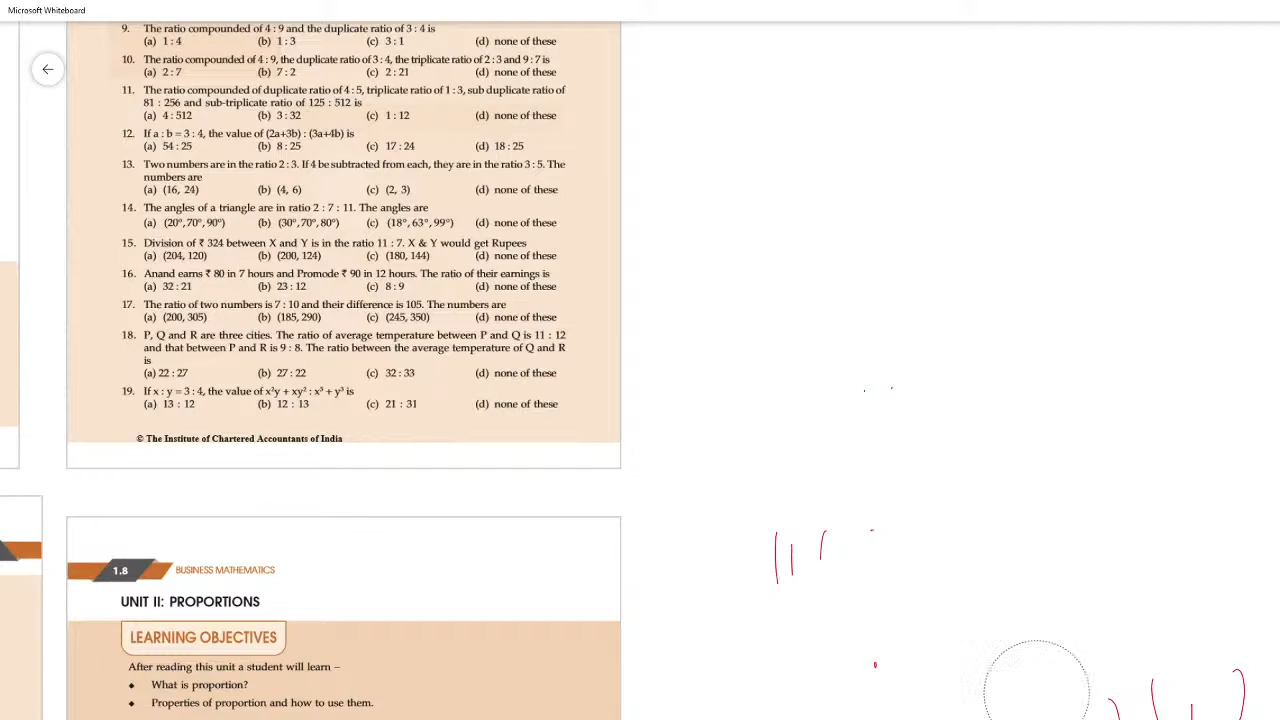 Microsoft Whiteboard
9. The ratio compounded of 4 : 9 and the duplicate ratio of 3 : 4 is
(a) 1 : 4 (b) 1 : 3 (c) 3 : 1 (d) none of these
10. The ratio compounded of 4 : 9, the duplicate ratio of 3 : 4, the triplicate ratio of 2 : 3 and 9 : 7 is
(a) 2 : 7 (b) 7 : 2 (c) 2 : 21 (d) none of these
11. The ratio compounded of duplicate ratio of 4 : 5, triplicate ratio of 1 : 3, sub duplicate ratio of
81 : 256 and sub-triplicate ratio of 125 : 512 is
(a) 4 : 512 (b) 3 : 32 (c) 1 : 12 (d) none of these
12. If a : b = 3 : 4, the value of (2a+3b) : (3a+4b) is
(a) 54 : 25 (b) 8 : 25 (c) 17 : 24 (d) 18 : 25
13. Two numbers are in the ratio 2 : 3. If 4 be subtracted from each, they are in the ratio 3 : 5. The
numbers are
(a) (16, 24) (b) (4, 6) (c) (2, 3) (d) none of these
14. The angles of a triangle are in ratio 2 : 7 : 11. The angles are
(a) (20°, 70°, 90°) (b) (30°, 70°, 80°) (c) (18°, 63°, 99°) (d) none of these
15. Division of ₹ 324 between X and Y is in the ratio 11 : 7. X & Y would get Rupees
(a) (204, 120) (b) (200, 124) (c) (180, 144) (d) none of these
16. Anand earns ₹ 80 in 7 hours and Promode ₹ 90 in 12 hours. The ratio of their earnings is
(a) 32 : 21 (b) 23 : 12 (c) 8 : 9 (d) none of these
17. The ratio of two numbers is 7 : 10 and their difference is 105. The numbers are
(a) (200, 305) (b) (185, 290) (c) (245, 350) (d) none of these
18. P, Q and R are three cities. The ratio of average temperature between P and Q is 11 : 12
and that between P and R is 9 : 8. The ratio between the average temperature of Q and R
is
(a) 22 : 27 (b) 27 : 22 (c) 32 : 33 (d) none of these
19. If x : y = 3 : 4, the value of x²y + xy² : x³ + y³ is
(a) 13 : 12 (b) 12 : 13 (c) 21 : 31 (d) none of these
© The Institute of Chartered Accountants of India
1.8 BUSINESS MATHEMATICS
UNIT II: PROPORTIONS
LEARNING OBJECTIVES
After reading this unit a student will learn –
◆ What is proportion?
◆ Properties of proportion and how to use them.